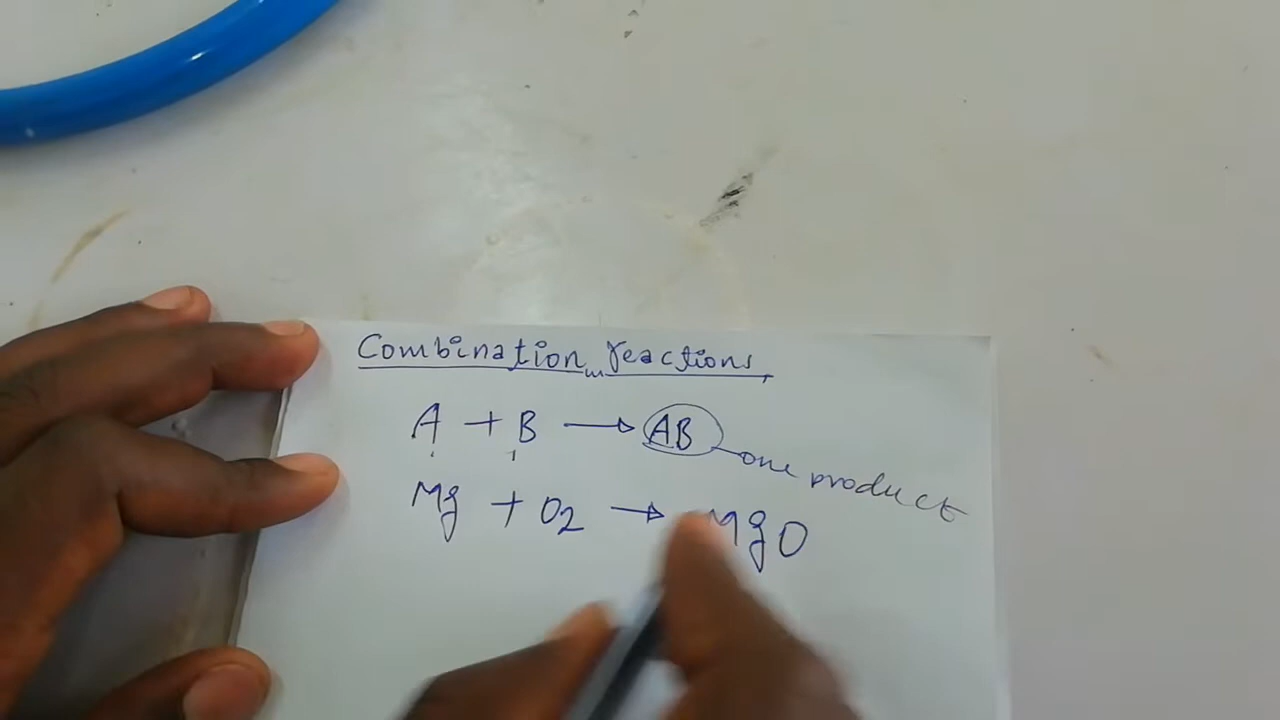 Combination reactions
A + B → AB one product
Mg + O2 → MgO